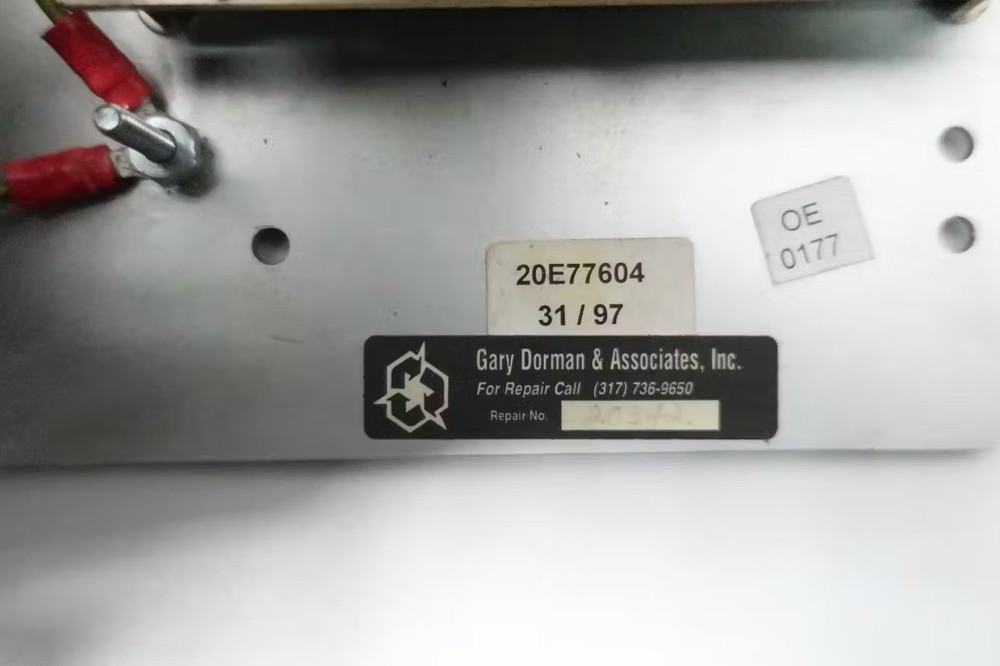 OE
0177
20E77604
31 / 97
Gary Dorman & Associates, Inc.
For Repair Call (317) 736-9650
Repair No.